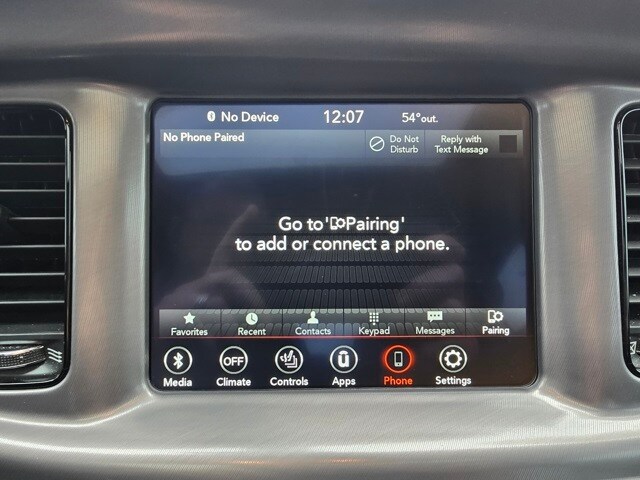 No Device 12:07 54°out.
No Phone Paired Do Not Disturb Reply with Text Message
Go to 'Pairing'
to add or connect a phone.
Favorites Recent Contacts Keypad Messages Pairing
OFF
Media Climate Controls Apps Phone Settings